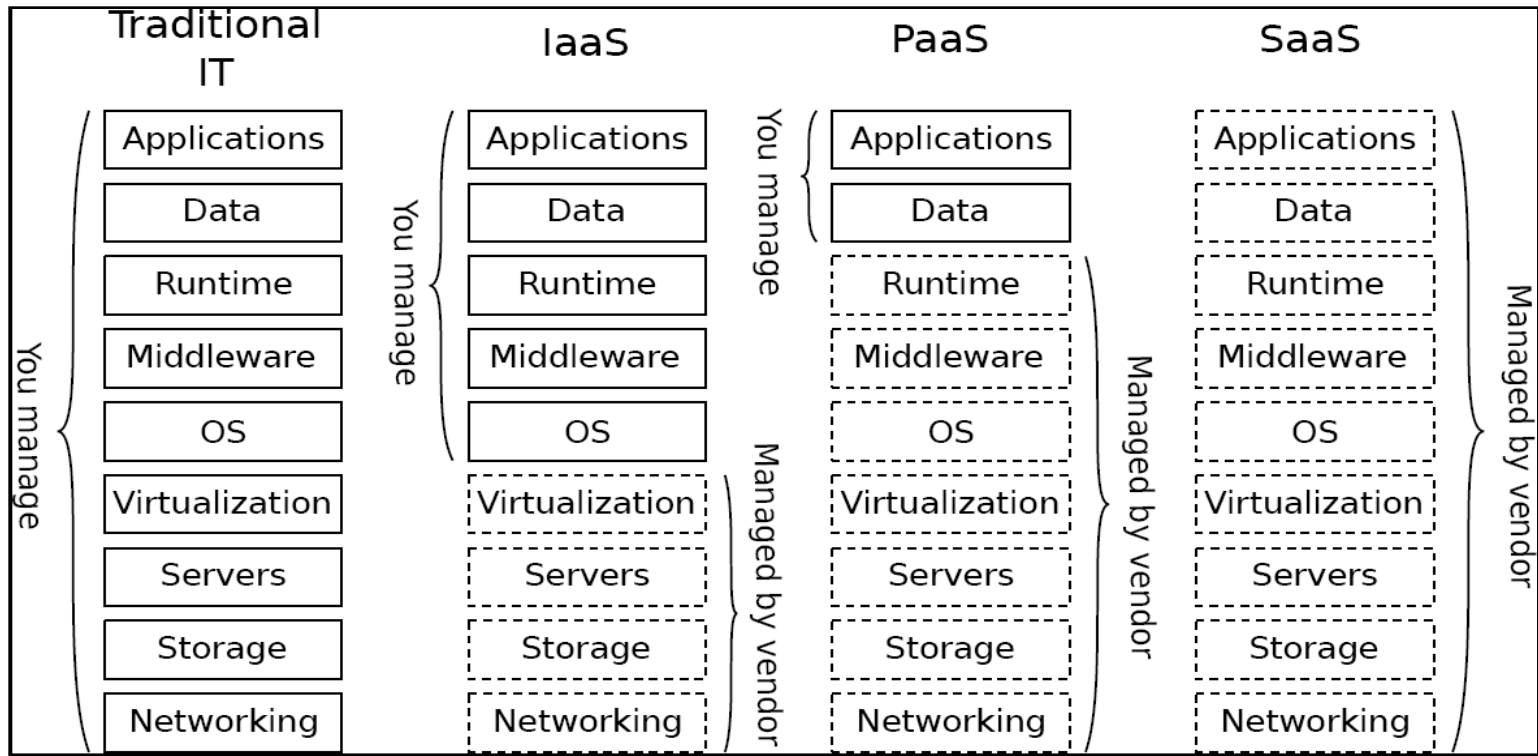 Traditional
IT
You manage
Applications
Data
Runtime
Middleware
OS
Virtualization
Servers
Storage
Networking
IaaS
You manage
Applications
Data
Runtime
Middleware
OS
Virtualization
Servers
Storage
Networking
Managed by vendor
PaaS
You manage
Applications
Data
Runtime
Middleware
OS
Virtualization
Servers
Storage
Networking
Managed by vendor
SaaS
Applications
Data
Runtime
Middleware
OS
Virtualization
Servers
Storage
Networking
Managed by vendor